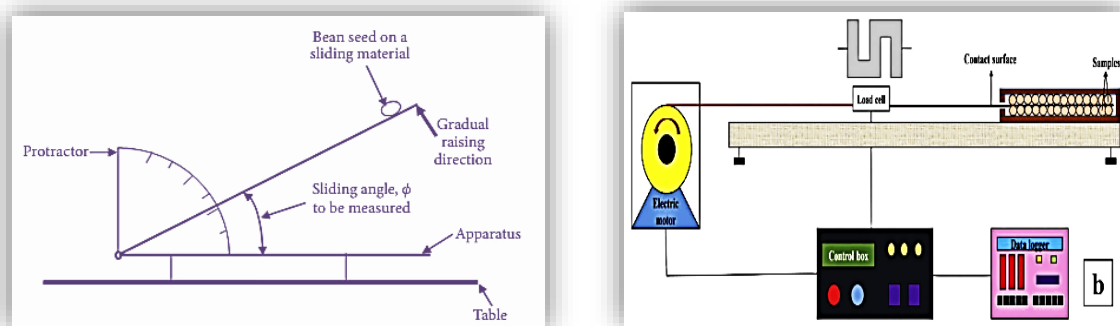 Bean seed on a
sliding material
Gradual
raising
direction
Protractor
Sliding angle, ϕ
to be measured
Apparatus
Table
Contact surface
Samples
Load cell
Electric
motor
Control box
Data logger
b